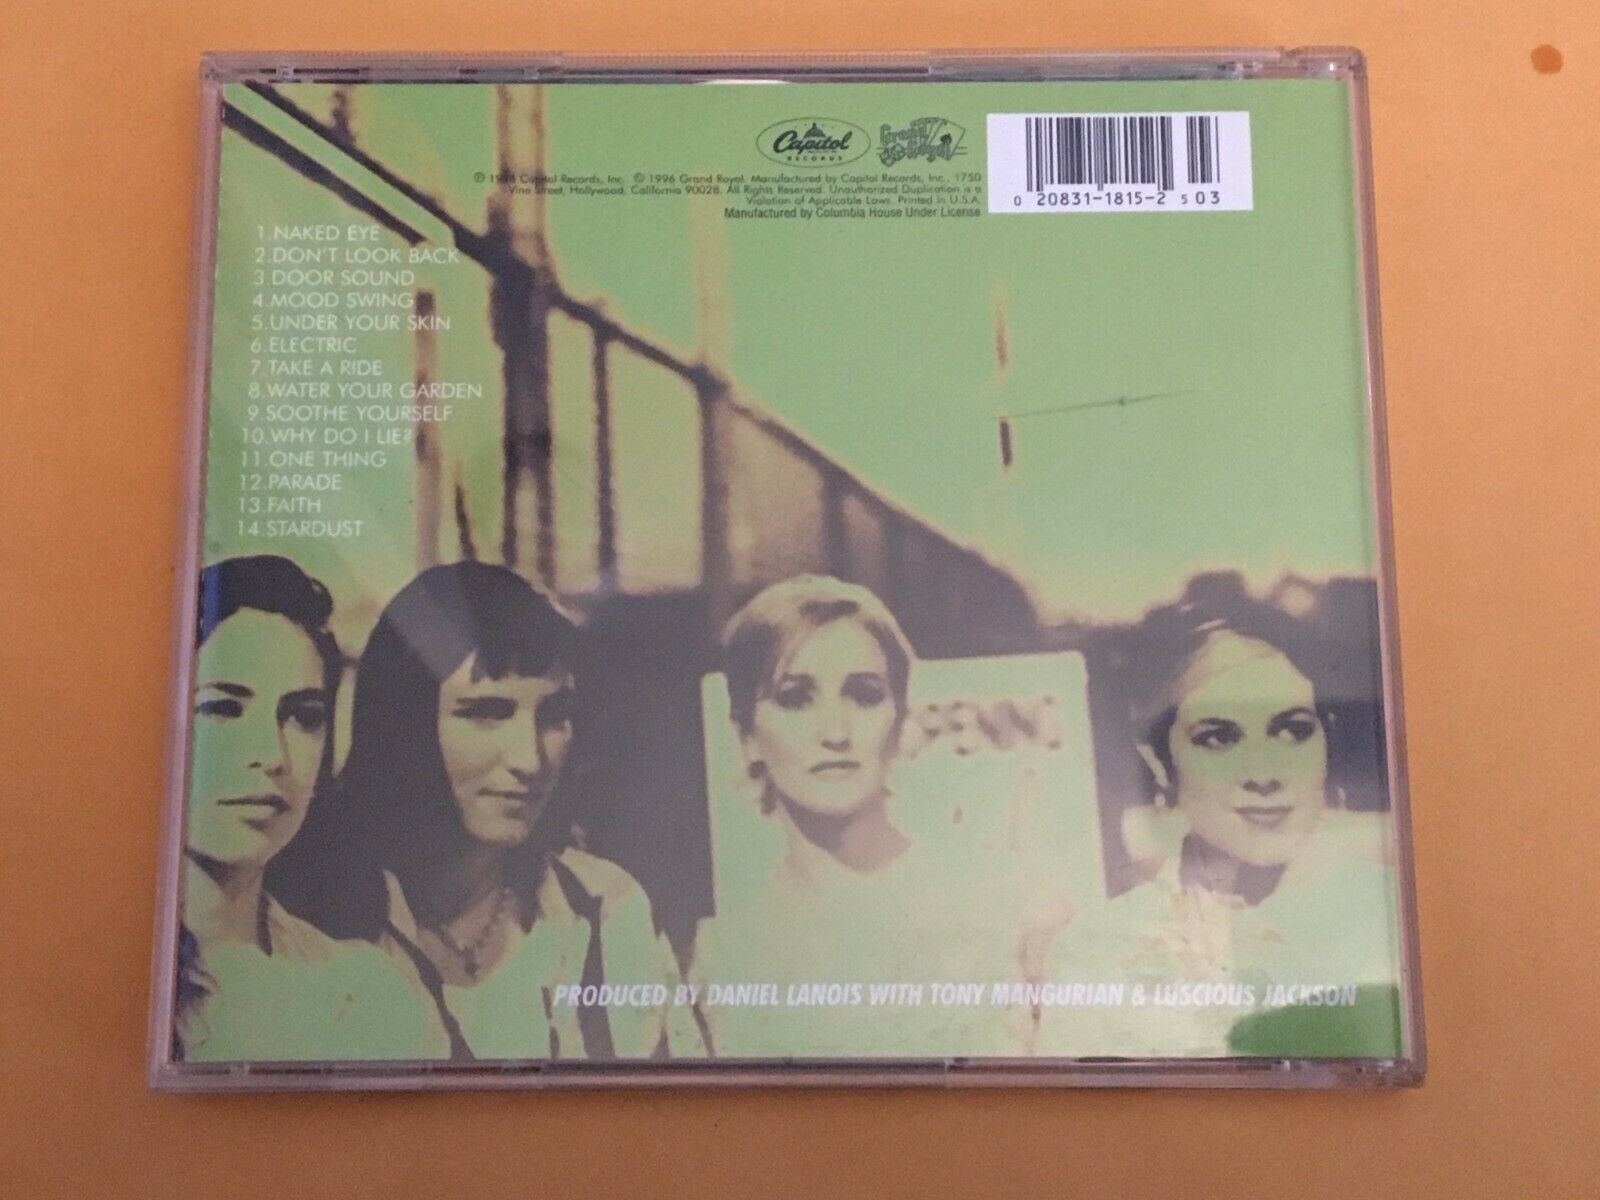 Capitol
RECORDS
Grand
Royal
℗ 1996 Capitol Records, Inc. © 1996 Grand Royal. Manufactured by Capitol Records, Inc., 1750
Vine Street, Hollywood, California 90028. All Rights Reserved. Unauthorized Duplication is a
Violation of Applicable Laws. Printed in U.S.A.
Manufactured by Columbia House Under License
0 20831-1815-2 5 03
1.NAKED EYE
2.DON'T LOOK BACK
3.DOOR SOUND
4.MOOD SWING
5.UNDER YOUR SKIN
6.ELECTRIC
7.TAKE A RIDE
8.WATER YOUR GARDEN
9.SOOTHE YOURSELF
10.WHY DO I LIE?
11.ONE THING
12.PARADE
13.FAITH
14.STARDUST
PRODUCED BY DANIEL LANOIS WITH TONY MANGURIAN & LUSCIOUS JACKSON